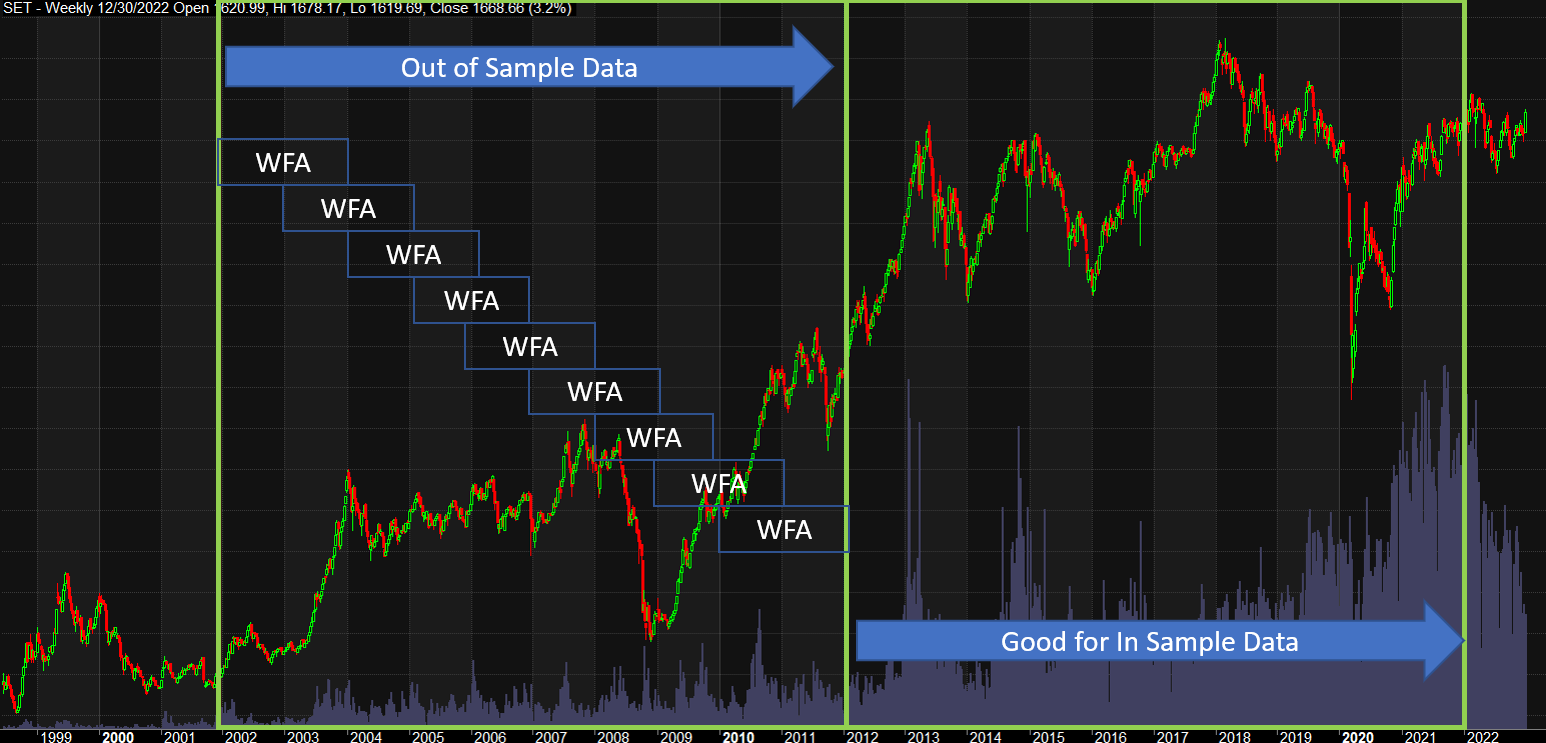 SET - Weekly 12/30/2022 Open 1620.99, Hi 1678.17, Lo 1619.69, Close 1668.66 (3.2%)
Out of Sample Data
WFA
WFA
WFA
WFA
WFA
WFA
WFA
WFA
WFA
Good for In Sample Data
1999 2000 2001 2002 2003 2004 2005 2006 2007 2008 2009 2010 2011 2012 2013 2014 2015 2016 2017 2018 2019 2020 2021 2022